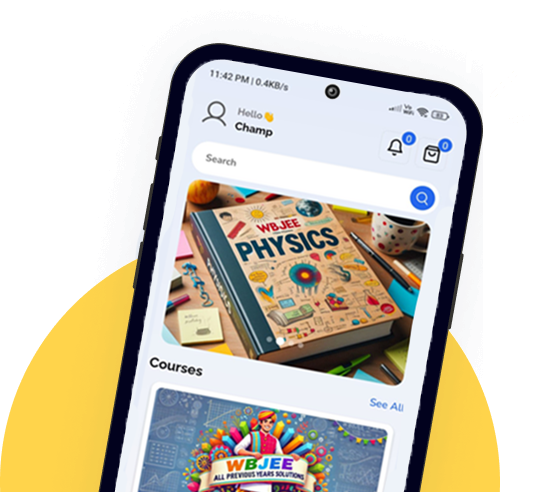 11:42 PM | 0.4KB/s
Vo
WiFi
Hello👏
Champ
0
0
Search
WBJEE
PHYSICS
Courses
See All
WBJEE
ALL PREVIOUS YEARS SOLUTIONS